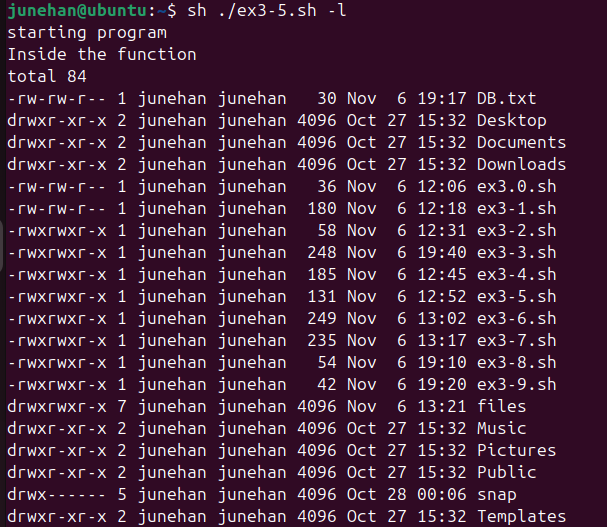 junehan@ubuntu:~$ sh ./ex3-5.sh -l
starting program
Inside the function
total 84
-rw-rw-r-- 1 junehan junehan   30 Nov  6 19:17 DB.txt
drwxr-xr-x 2 junehan junehan 4096 Oct 27 15:32 Desktop
drwxr-xr-x 2 junehan junehan 4096 Oct 27 15:32 Documents
drwxr-xr-x 2 junehan junehan 4096 Oct 27 15:32 Downloads
-rw-rw-r-- 1 junehan junehan   36 Nov  6 12:06 ex3.0.sh
-rw-rw-r-- 1 junehan junehan  180 Nov  6 12:18 ex3-1.sh
-rwxrwxr-x 1 junehan junehan   58 Nov  6 12:31 ex3-2.sh
-rwxrwxr-x 1 junehan junehan  248 Nov  6 19:40 ex3-3.sh
-rwxrwxr-x 1 junehan junehan  185 Nov  6 12:45 ex3-4.sh
-rwxrwxr-x 1 junehan junehan  131 Nov  6 12:52 ex3-5.sh
-rwxrwxr-x 1 junehan junehan  249 Nov  6 13:02 ex3-6.sh
-rwxrwxr-x 1 junehan junehan  235 Nov  6 13:17 ex3-7.sh
-rwxrwxr-x 1 junehan junehan   54 Nov  6 19:10 ex3-8.sh
-rwxrwxr-x 1 junehan junehan   42 Nov  6 19:20 ex3-9.sh
drwxrwxr-x 7 junehan junehan 4096 Nov  6 13:21 files
drwxr-xr-x 2 junehan junehan 4096 Oct 27 15:32 Music
drwxr-xr-x 2 junehan junehan 4096 Oct 27 15:32 Pictures
drwxr-xr-x 2 junehan junehan 4096 Oct 27 15:32 Public
drwx------ 5 junehan junehan 4096 Oct 28 00:06 snap
drwxr-xr-x 2 junehan junehan 4096 Oct 27 15:32 Templates